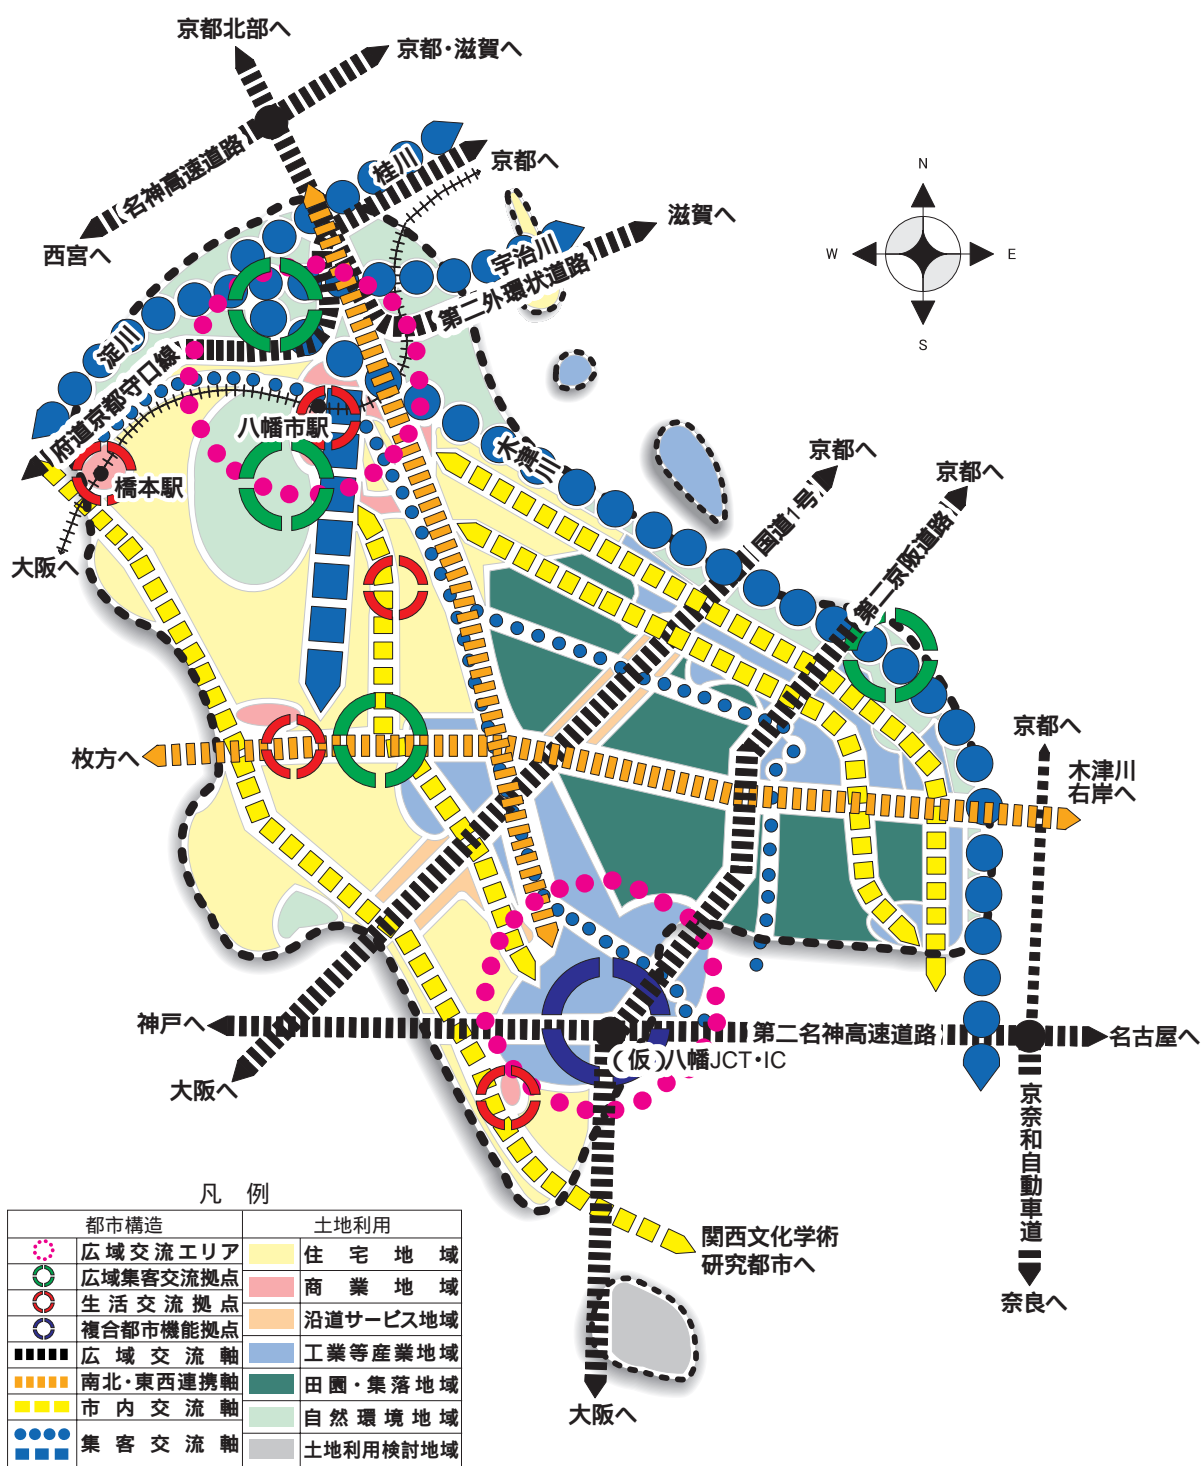 京都北部へ
京都・滋賀へ
名神高速道路
西宮へ
桂川
京都へ
滋賀へ
宇治川
第二外環状道路
N
W
E
S
淀川
府道京都守口線
八幡市駅
橋本駅
大阪へ
木津川
京都へ
国道1号
京都へ
第二京阪道路
枚方へ
京都へ
木津川
右岸へ
神戸へ
第二名神高速道路
名古屋へ
(仮)八幡JCT・IC
大阪へ
京奈和自動車道
奈良へ
関西文化学術
研究都市へ
大阪へ
凡 例
都市構造
広域交流エリア
広域集客交流拠点
生活交流拠点
複合都市機能拠点
広域交流軸
南北・東西連携軸
市内交流軸
集客交流軸
土地利用
住宅地域
商業地域
沿道サービス地域
工業等産業地域
田園・集落地域
自然環境地域
土地利用検討地域